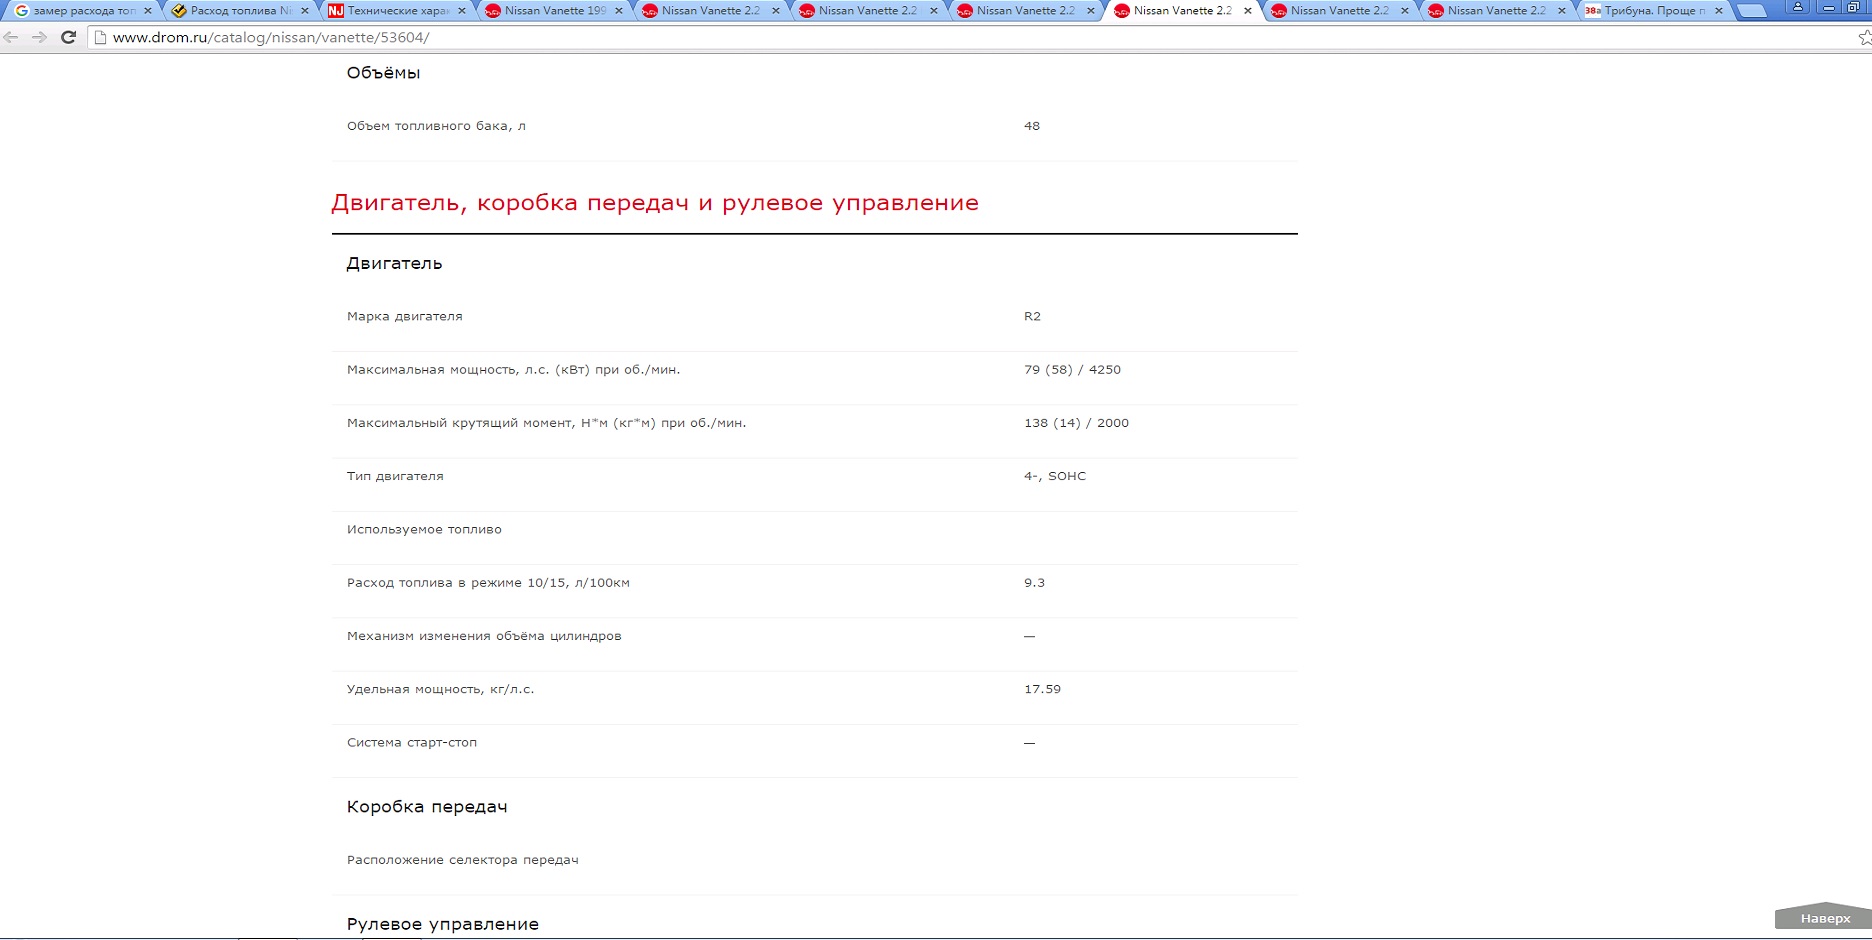 замер расхода топ
Расход топлива Ni
Технические харак
Nissan Vanette 199
Nissan Vanette 2.2
Nissan Vanette 2.2
Nissan Vanette 2.2
Nissan Vanette 2.2
Nissan Vanette 2.2
Nissan Vanette 2.2
Трибуна. Проще п
www.drom.ru/catalog/nissan/vanette/53604/
Объёмы
Объем топливного бака, л 48
Двигатель, коробка передач и рулевое управление
Двигатель
Марка двигателя R2
Максимальная мощность, л.с. (кВт) при об./мин. 79 (58) / 4250
Максимальный крутящий момент, Н*м (кг*м) при об./мин. 138 (14) / 2000
Тип двигателя 4-, SOHC
Используемое топливо
Расход топлива в режиме 10/15, л/100км 9.3
Механизм изменения объёма цилиндров —
Удельная мощность, кг/л.с. 17.59
Система старт-стоп —
Коробка передач
Расположение селектора передач
Рулевое управление
Наверх